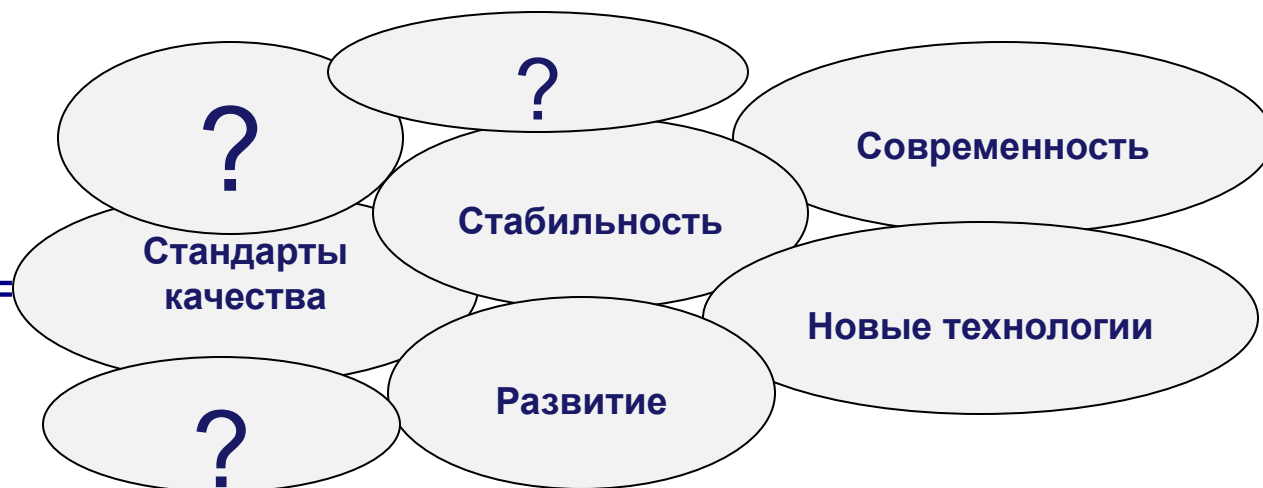 ?
?
Современность
Стабильность
Стандарты
качества
=
Новые технологии
Развитие
?